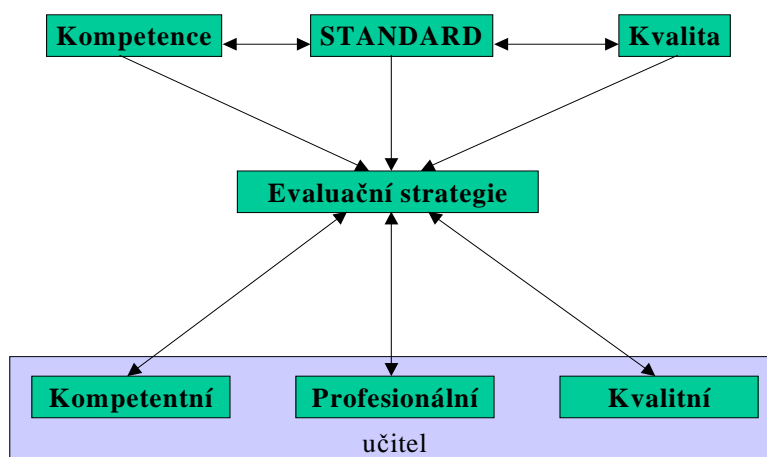 Kompetence
STANDARD
Kvalita
Evaluační strategie
Kompetentní
Profesionální
Kvalitní
učitel